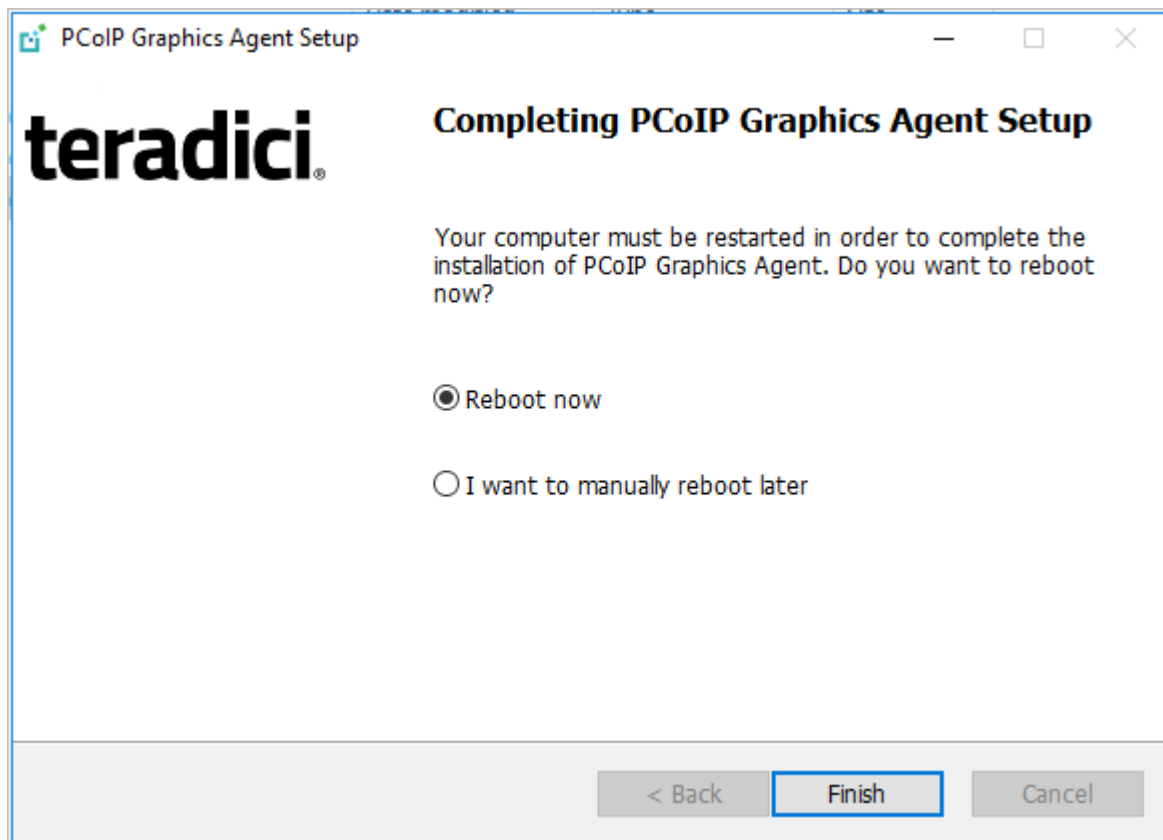 PCoIP Graphics Agent Setup
teradici®
Completing PCoIP Graphics Agent Setup
Your computer must be restarted in order to complete the
installation of PCoIP Graphics Agent. Do you want to reboot
now?
Reboot now
I want to manually reboot later
< Back
Finish
Cancel